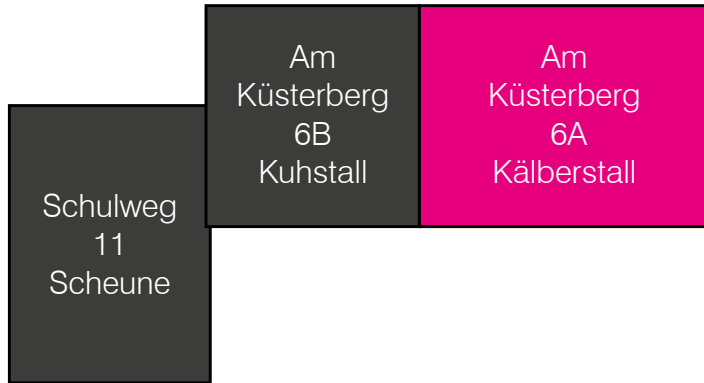 Schulweg
11
Scheune
Am
Küsterberg
6B
Kuhstall
Am
Küsterberg
6A
Kälberstall